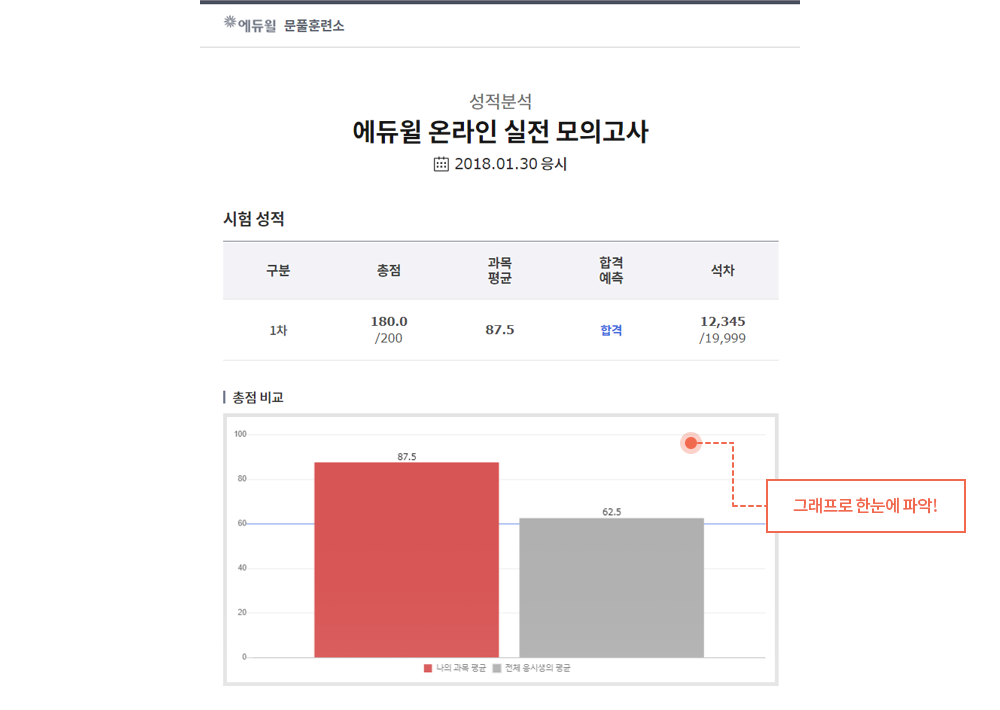 에듀윌 문풀훈련소
성적분석
에듀윌 온라인 실전 모의고사
2018.01.30 응시
시험 성적
구분 총점 과목 평균 합격 예측 석차
1차 180.0 /200 87.5 합격 12,345 /19,999
총점 비교
100
80
60
40
20
0
87.5
62.5
그래프로 한눈에 파악!
나의 과목 평균 전체 응시생의 평균